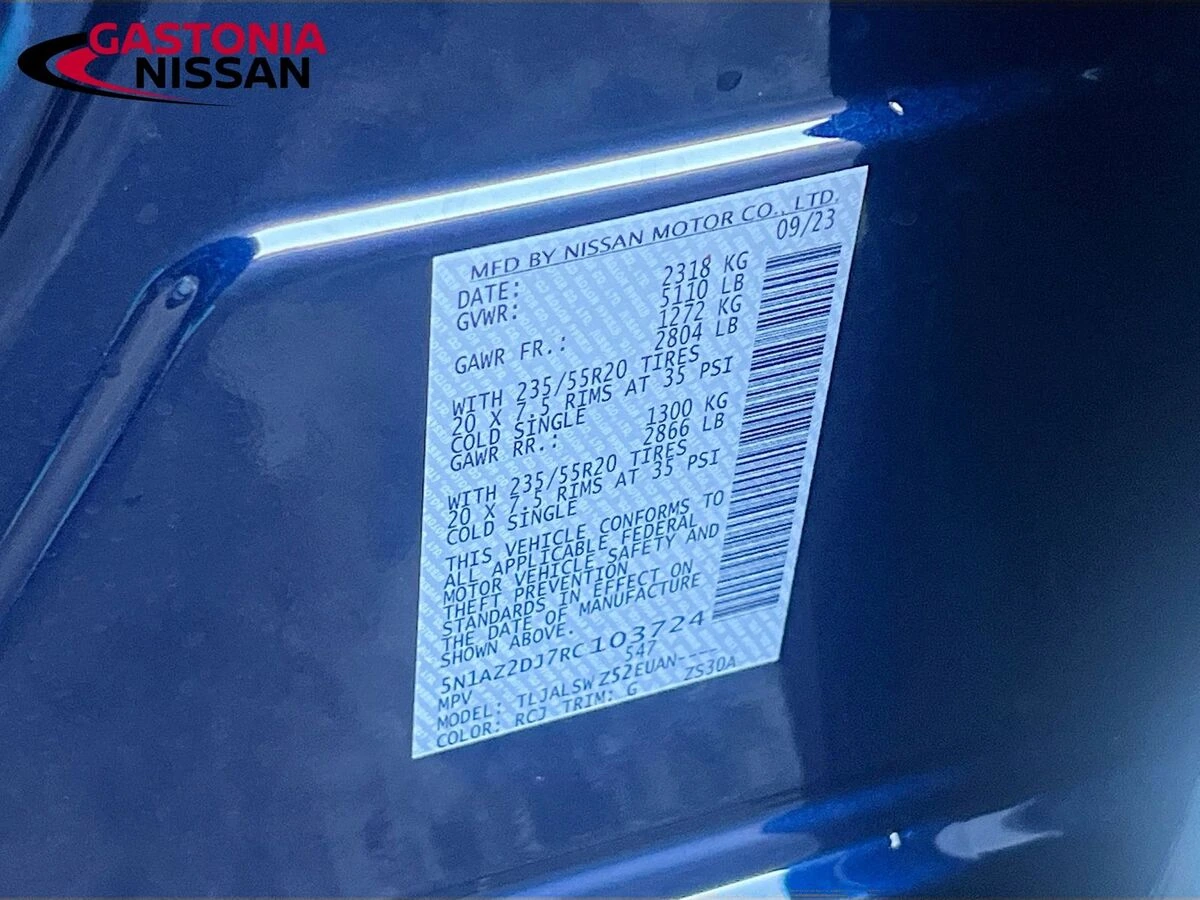 GASTONIA
NISSAN
MFD BY NISSAN MOTOR CO., LTD.
DATE: 09/23
GVWR: 2318 KG
5110 LB
GAWR FR.: 1272 KG
2804 LB
WITH 235/55R20 TIRES
20 X 7.5 RIMS AT 35 PSI
COLD SINGLE
GAWR RR.: 1300 KG
2866 LB
WITH 235/55R20 TIRES
20 X 7.5 RIMS AT 35 PSI
COLD SINGLE
THIS VEHICLE CONFORMS TO
ALL APPLICABLE FEDERAL
MOTOR VEHICLE SAFETY AND
THEFT PREVENTION
STANDARDS IN EFFECT ON
THE DATE OF MANUFACTURE
SHOWN ABOVE.
5N1AZ2DJ7RC103724
MPV 547
MODEL: TLJALSWZ52EUAN----
COLOR: RCJ TRIM: G ZS30A